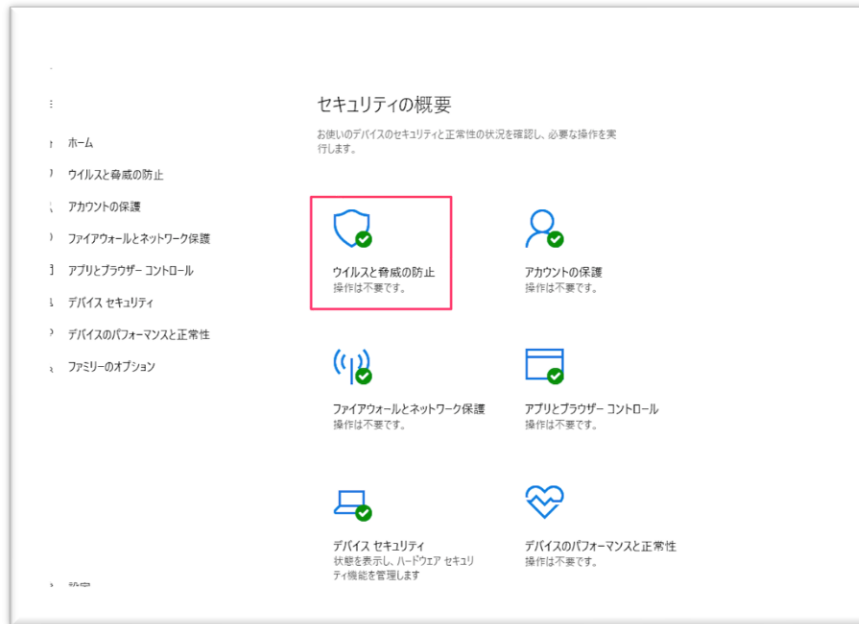 セキュリティの概要
お使いのデバイスのセキュリティと正常性の状況を確認し、必要な操作を実
行します。
ホーム
ウイルスと脅威の防止
アカウントの保護
ファイアウォールとネットワーク保護
アプリとブラウザー コントロール
デバイス セキュリティ
デバイスのパフォーマンスと正常性
ファミリーのオプション
ウイルスと脅威の防止
操作は不要です。
アカウントの保護
操作は不要です。
ファイアウォールとネットワーク保護
操作は不要です。
アプリとブラウザー コントロール
操作は不要です。
デバイス セキュリティ
状態を表示し、ハードウェア セキュリ
ティ機能を管理します
デバイスのパフォーマンスと正常性
操作は不要です。